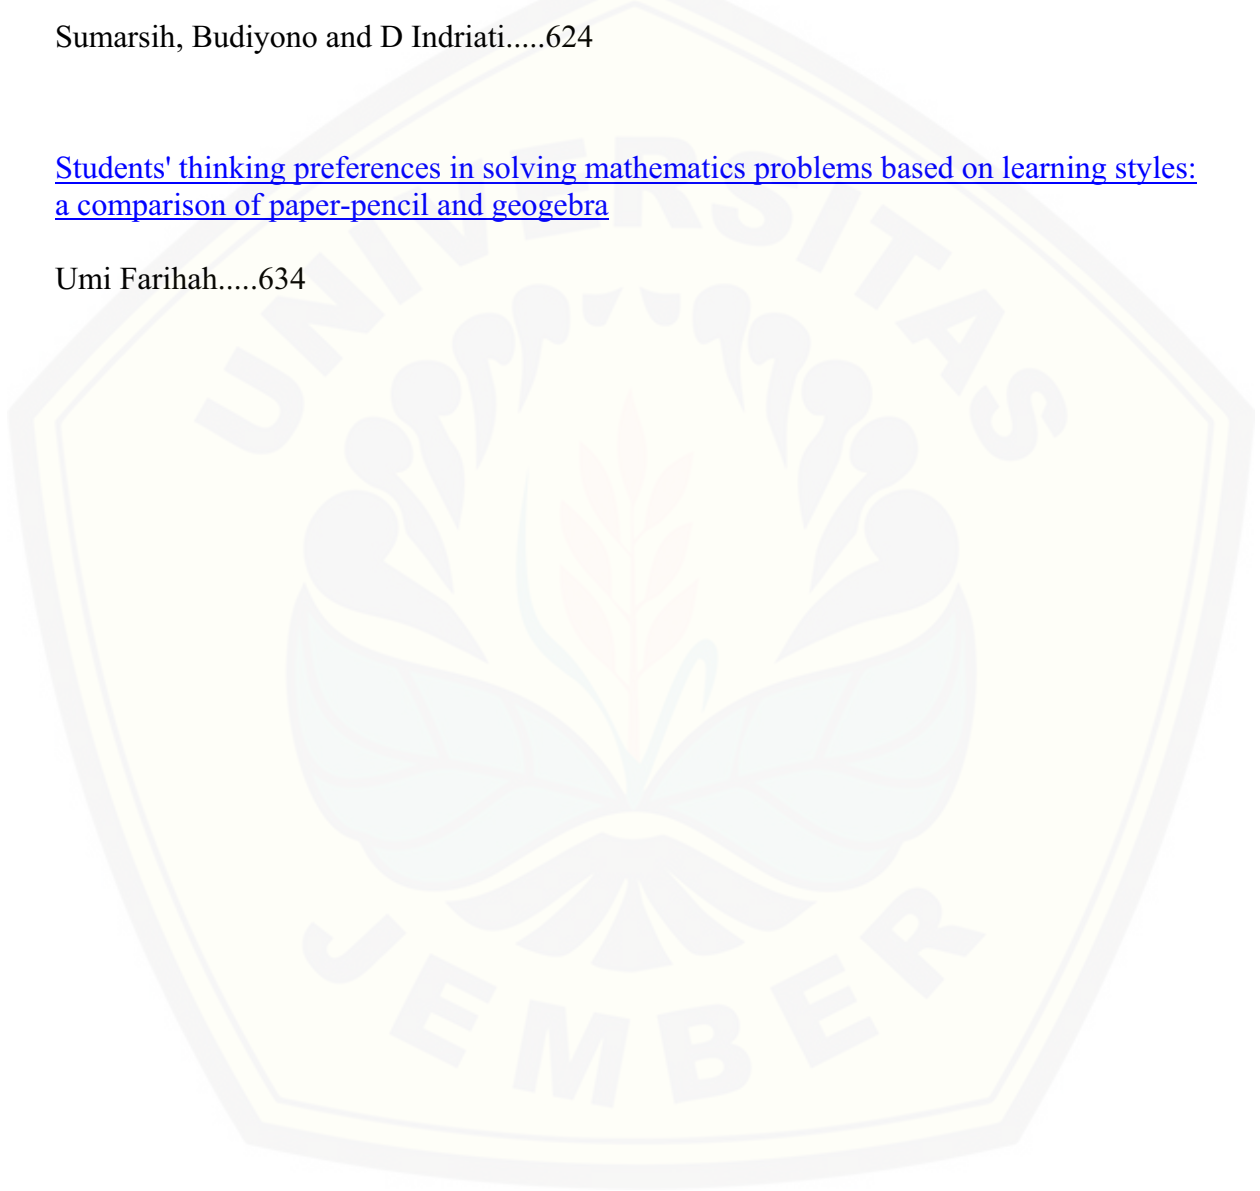 Sumarsih, Budiyono and D Indriati.....624
Students' thinking preferences in solving mathematics problems based on learning styles:
a comparison of paper-pencil and geogebra
Umi Farihah.....634
UNIVERSITAS
JEMBER